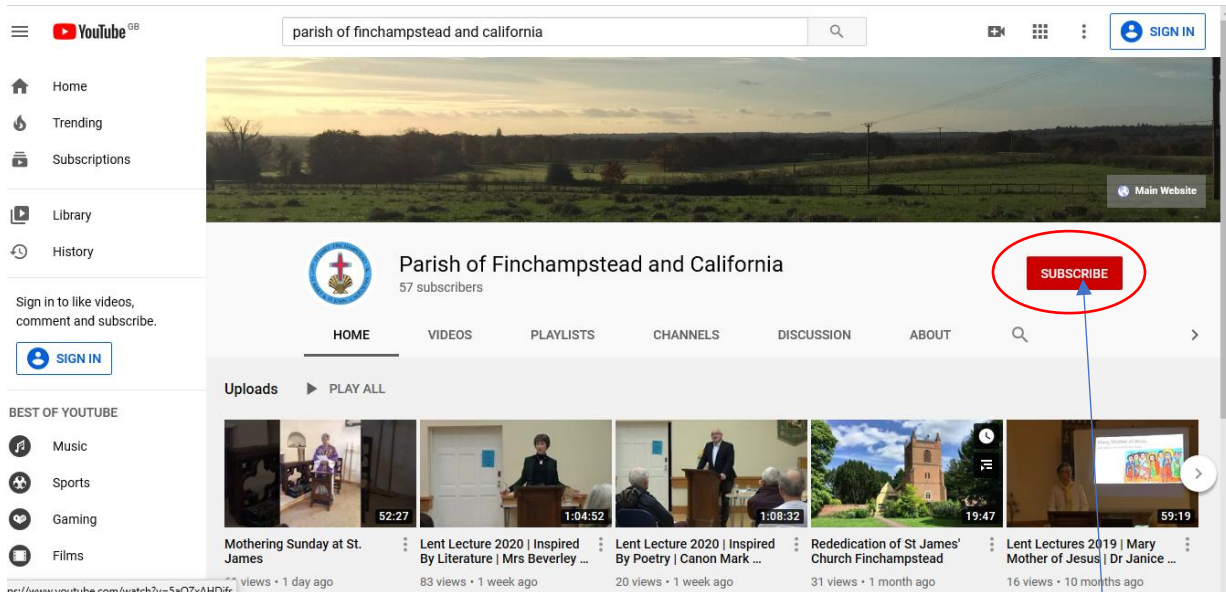 YouTube GB
parish of finchampstead and california
SIGN IN
Home
Trending
Subscriptions
Library
History
Sign in to like videos,
comment and subscribe.
SIGN IN
BEST OF YOUTUBE
Music
Sports
Gaming
Films
Main Website
Parish of Finchampstead and California
57 subscribers
SUBSCRIBE
HOME VIDEOS PLAYLISTS CHANNELS DISCUSSION ABOUT
Uploads PLAY ALL
52:27
Mothering Sunday at St.
James
views • 1 day ago
1:04:52
Lent Lecture 2020 | Inspired
By Literature | Mrs Beverley ...
83 views • 1 week ago
1:08:32
Lent Lecture 2020 | Inspired
By Poetry | Canon Mark ...
20 views • 1 week ago
19:47
Rededication of St James'
Church Finchampstead
31 views • 1 month ago
Mary, Mother of Jesus,
59:19
Lent Lectures 2019 | Mary
Mother of Jesus | Dr Janice ...
16 views • 10 months ago